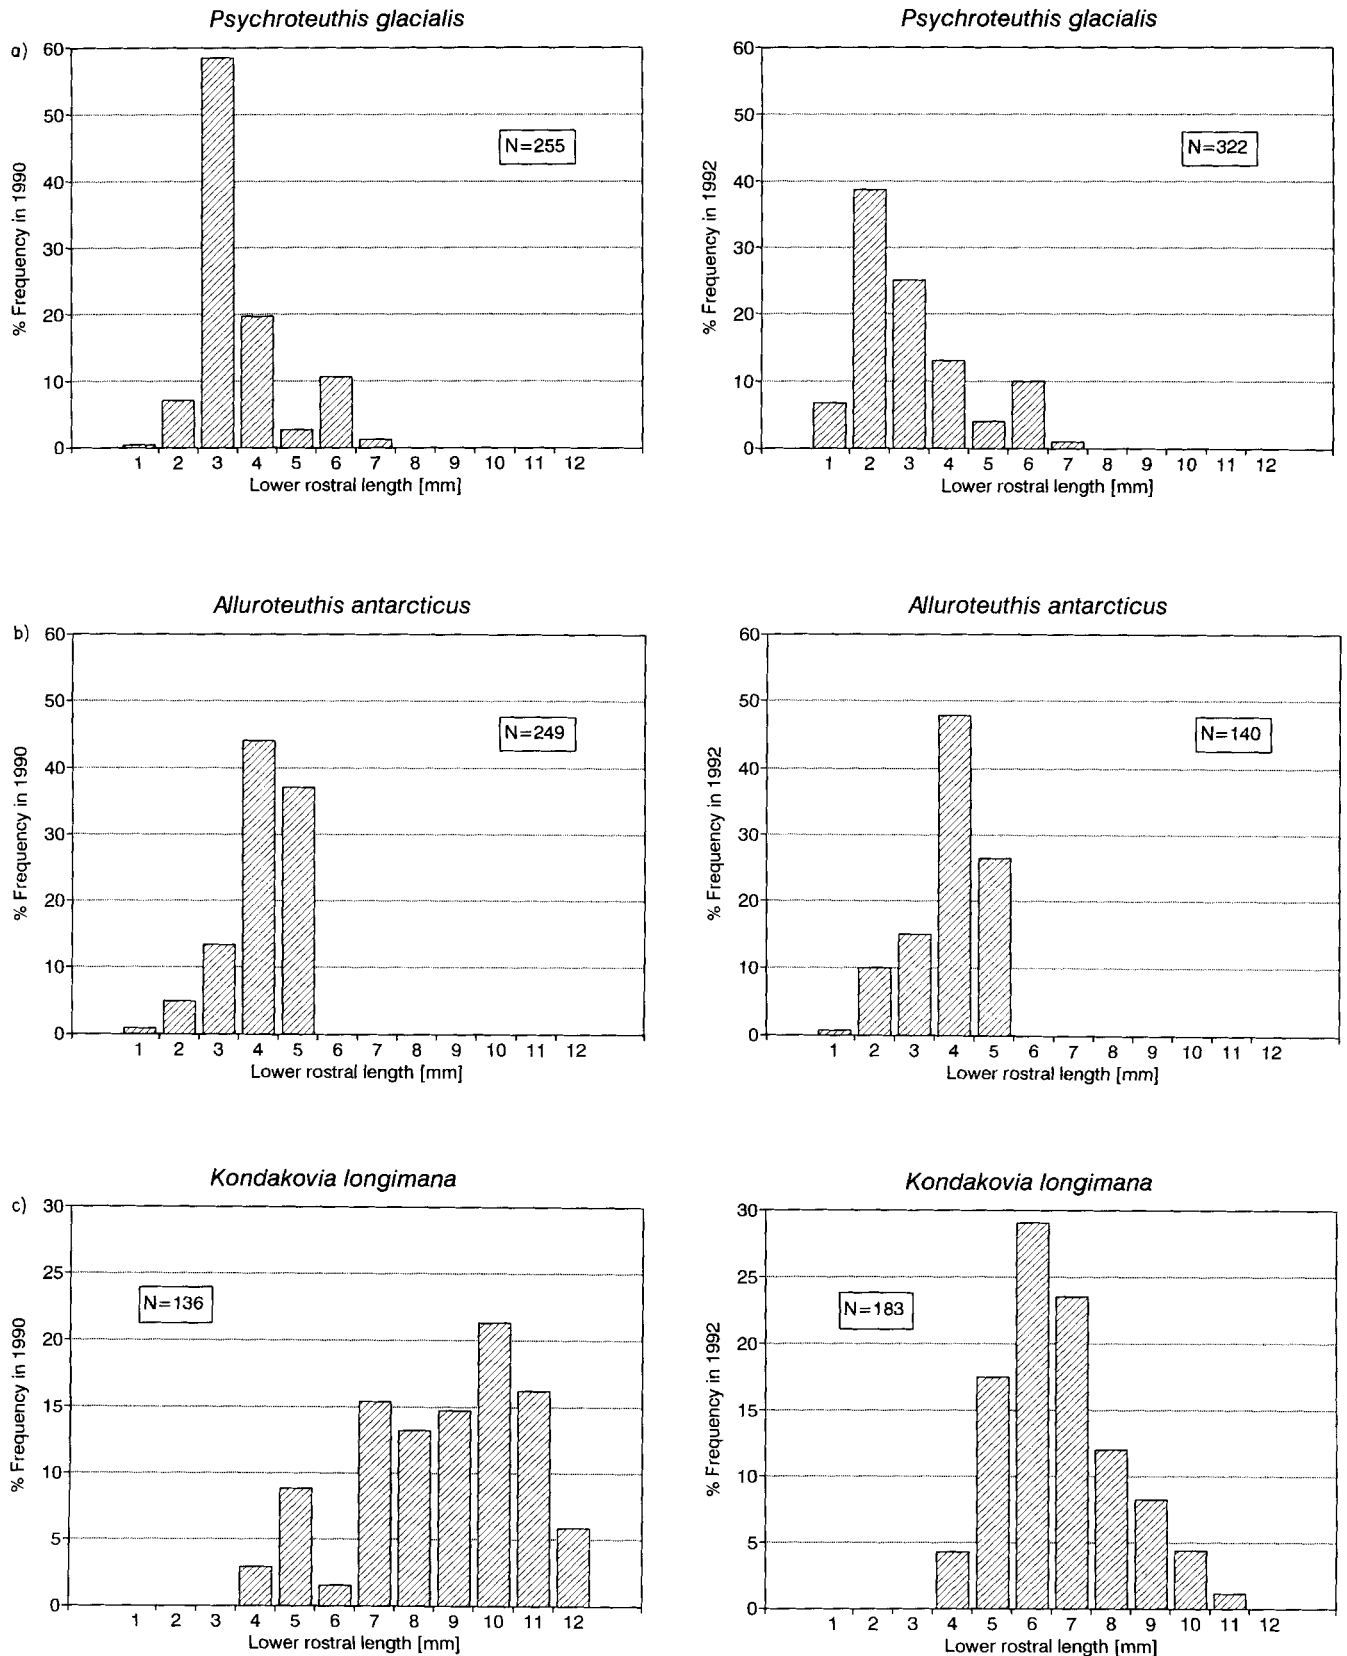 Psychroteuthis glacialis
a)
60
50
40
30
20
10
0
% Frequency in 1990
N=255
1 2 3 4 5 6 7 8 9 10 11 12
Lower rostral length [mm]
Psychroteuthis glacialis
60
50
40
30
20
10
0
% Frequency in 1992
N=322
1 2 3 4 5 6 7 8 9 10 11 12
Lower rostral length [mm]
Alluroteuthis antarcticus
b)
60
50
40
30
20
10
0
% Frequency in 1990
N=249
1 2 3 4 5 6 7 8 9 10 11 12
Lower rostral length [mm]
Alluroteuthis antarcticus
60
50
40
30
20
10
0
% Frequency in 1992
N=140
1 2 3 4 5 6 7 8 9 10 11 12
Lower rostral length [mm]
Kondakovia longimana
c)
30
25
20
15
10
5
0
% Frequency in 1990
N=136
1 2 3 4 5 6 7 8 9 10 11 12
Lower rostral length [mm]
Kondakovia longimana
30
25
20
15
10
5
0
% Frequency in 1992
N=183
1 2 3 4 5 6 7 8 9 10 11 12
Lower rostral length [mm]